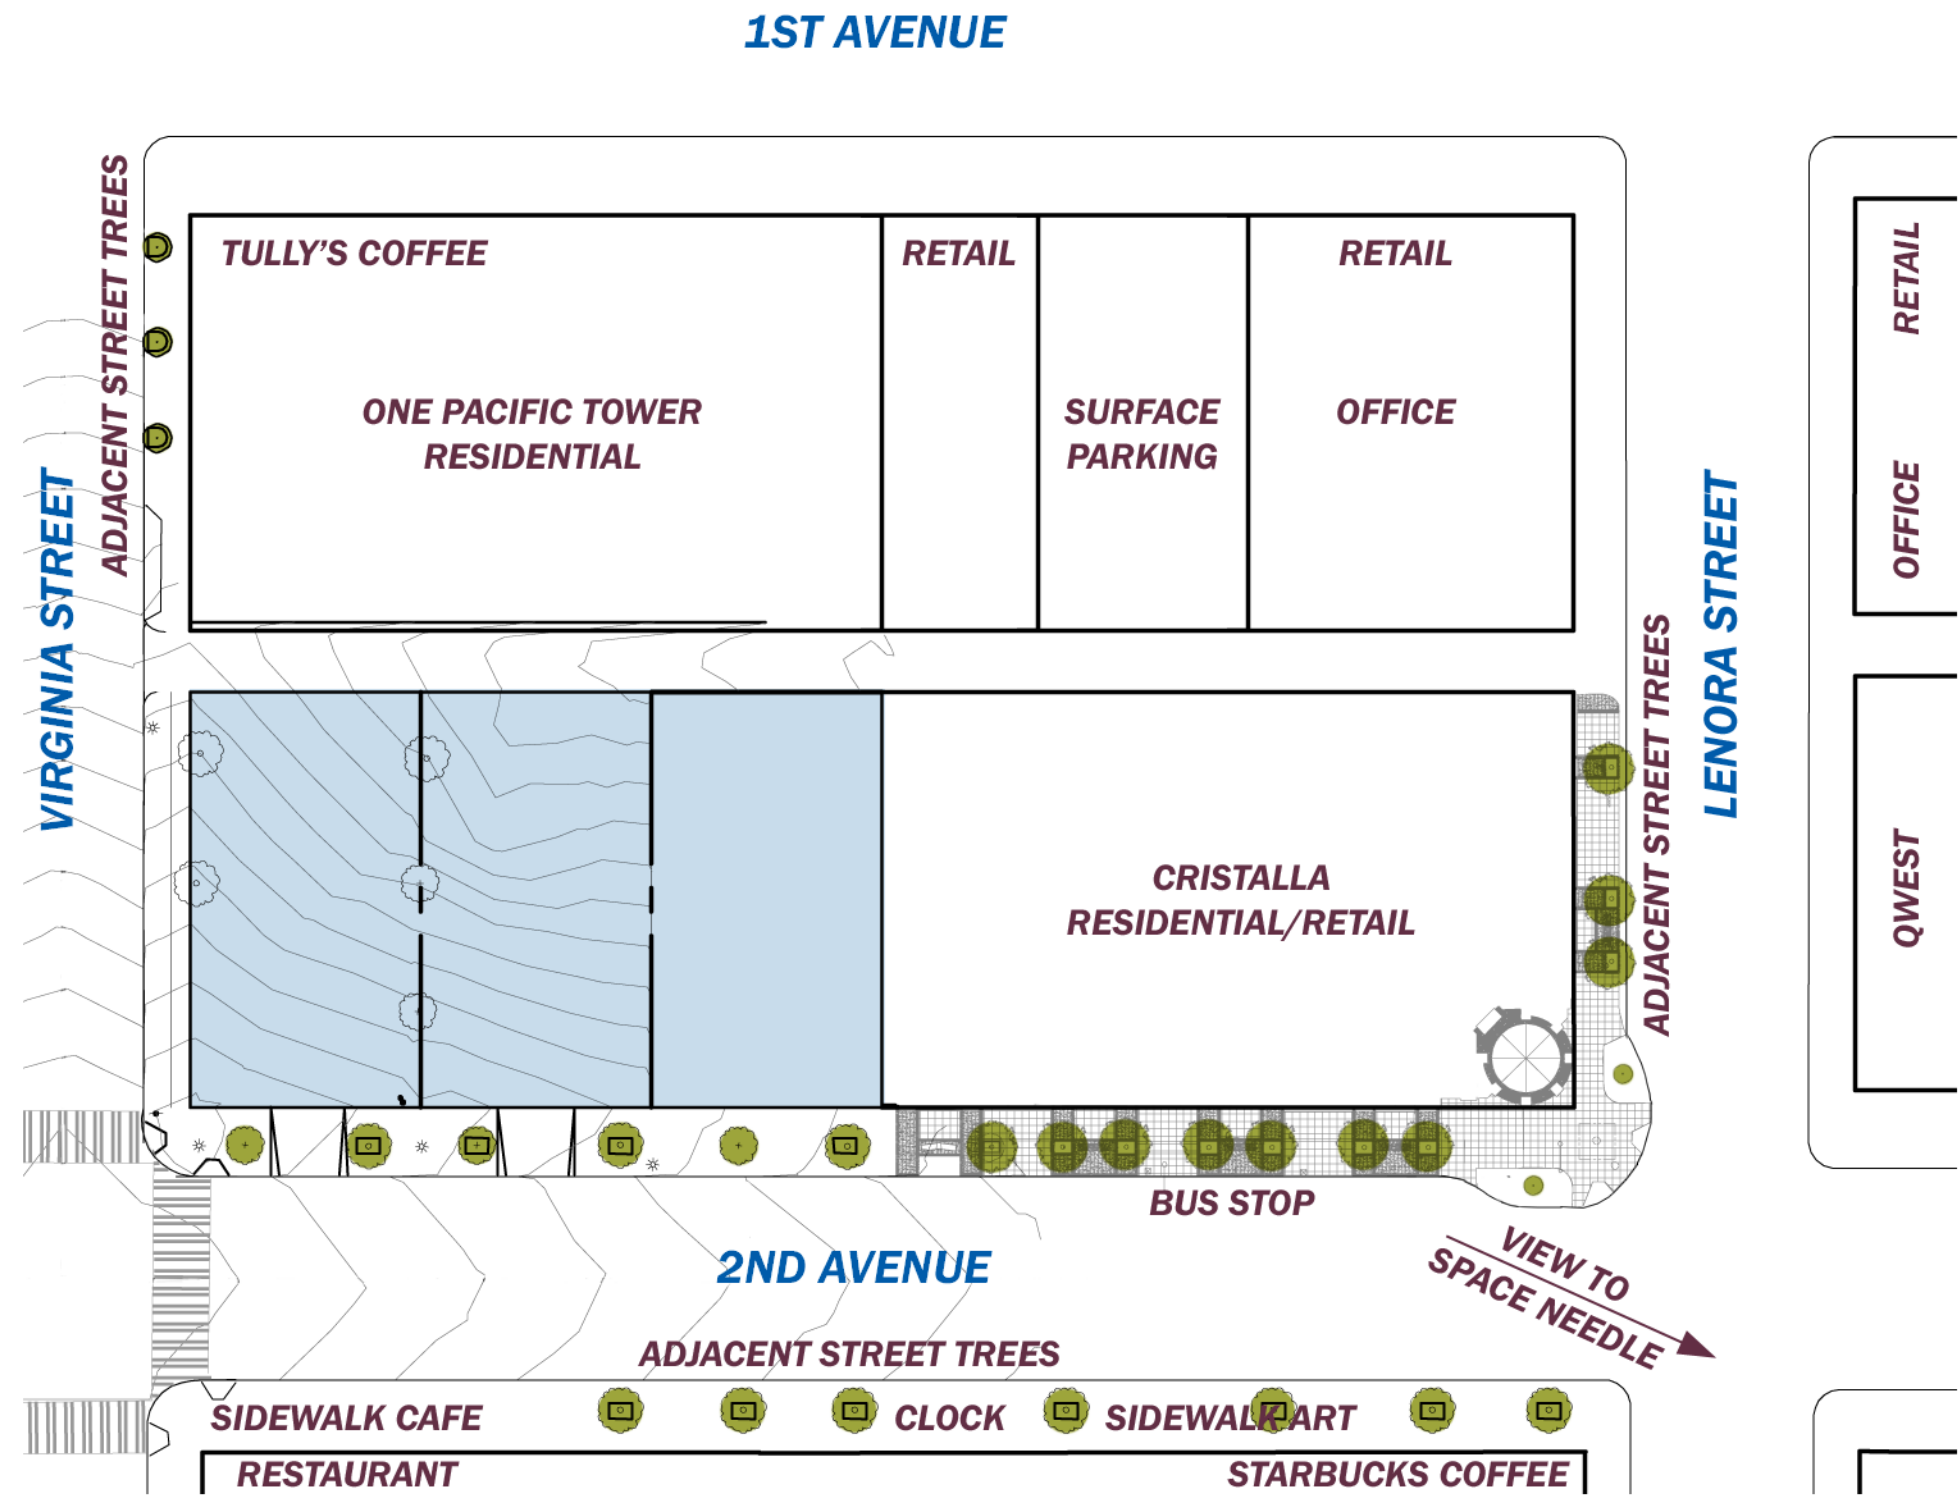 1ST AVENUE
ADJACENT STREET TREES
TULLY'S COFFEE
RETAIL
RETAIL
RETAIL
ONE PACIFIC TOWER
RESIDENTIAL
SURFACE
PARKING
OFFICE
OFFICE
VIRGINIA STREET
LENORA STREET
ADJACENT STREET TREES
CRISTALLA
RESIDENTIAL/RETAIL
QWEST
BUS STOP
2ND AVENUE
VIEW TO
SPACE NEEDLE
ADJACENT STREET TREES
SIDEWALK CAFE
CLOCK
SIDEWALK ART
RESTAURANT
STARBUCKS COFFEE